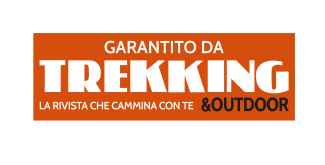 GARANTITO DA
TREKKING
LA RIVISTA CHE CAMMINA CON TE &OUTDOOR